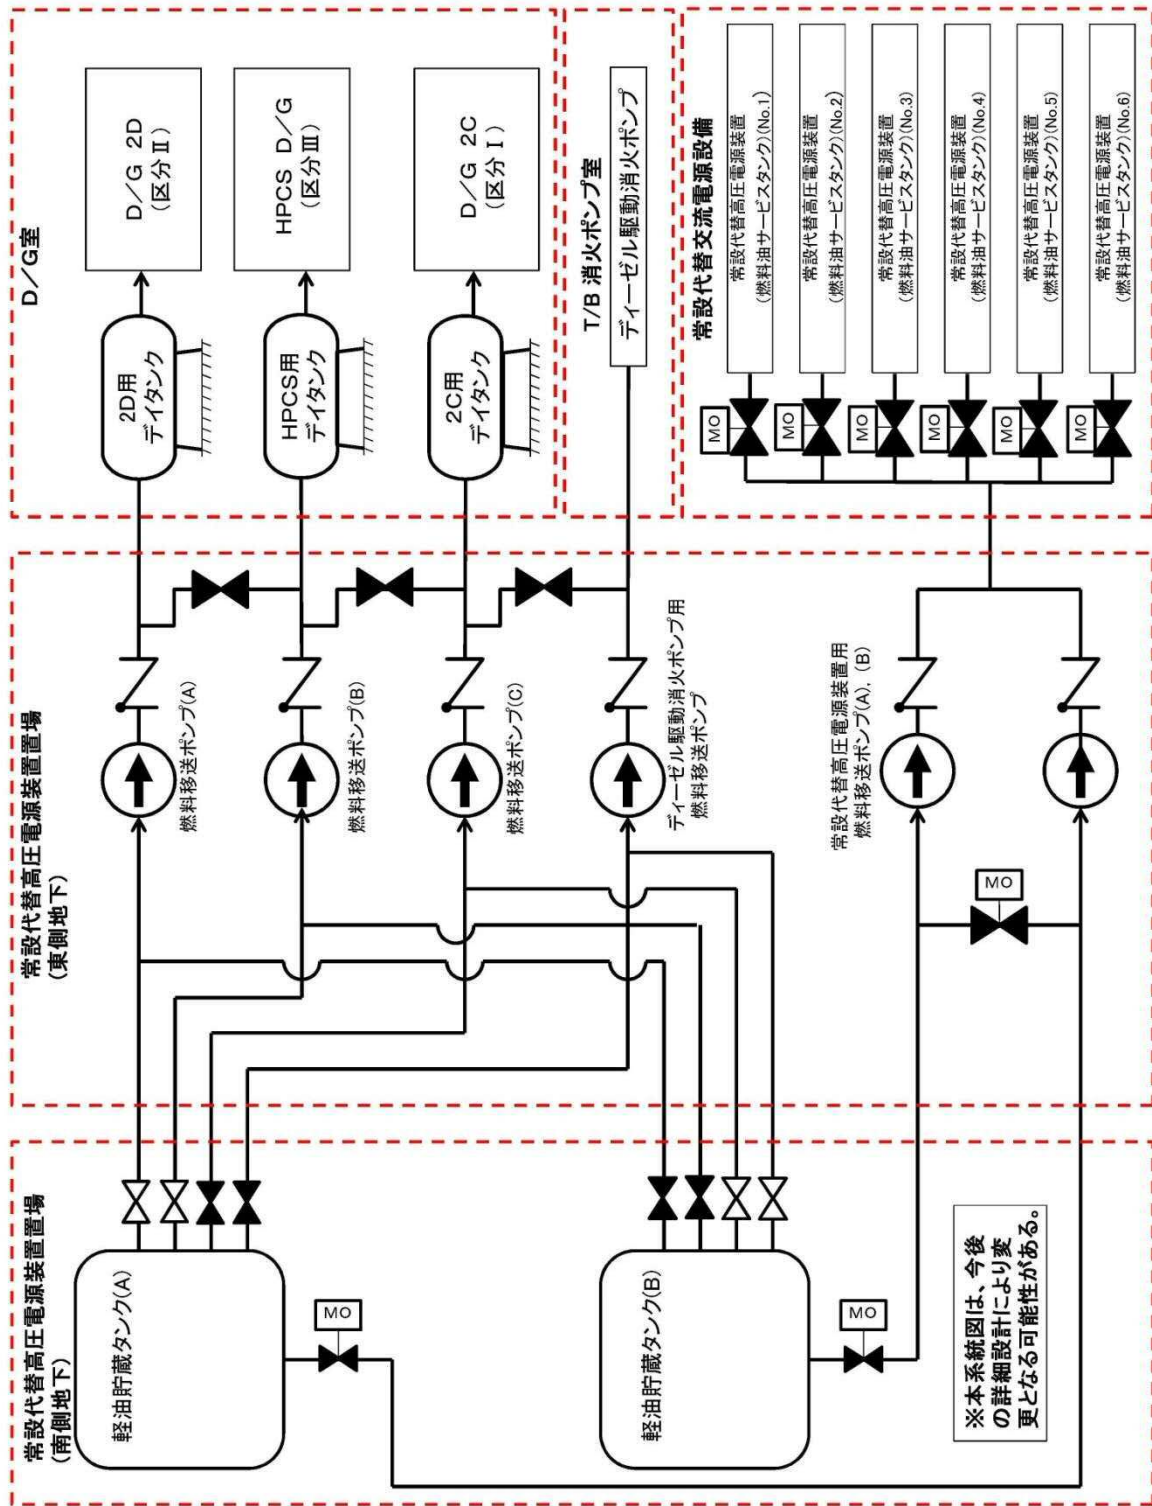 D／G室
D／G 2D
（区分Ⅱ）
HPCS D／G
（区分Ⅲ）
D／G 2C
（区分Ⅰ）
2D用
デイタンク
HPCS用
デイタンク
2C用
デイタンク
T/B 消火ポンプ室
ディーゼル駆動消火ポンプ
常設代替交流電源設備
常設代替高圧電源装置
(燃料油サービスタンク)(No.1)
常設代替高圧電源装置
(燃料油サービスタンク)(No.2)
常設代替高圧電源装置
(燃料油サービスタンク)(No.3)
常設代替高圧電源装置
(燃料油サービスタンク)(No.4)
常設代替高圧電源装置
(燃料油サービスタンク)(No.5)
常設代替高圧電源装置
(燃料油サービスタンク)(No.6)
MO
MO
MO
MO
MO
MO
常設代替高圧電源装置置場
（東側地下）
燃料移送ポンプ(A)
燃料移送ポンプ(B)
燃料移送ポンプ(C)
ディーゼル駆動消火ポンプ用
燃料移送ポンプ
常設代替高圧電源装置用
燃料移送ポンプ(A)，(B)
MO
常設代替高圧電源装置置場
（南側地下）
軽油貯蔵タンク(A)
MO
軽油貯蔵タンク(B)
MO
※本系統図は、今後
の詳細設計により変
更となる可能性がある。